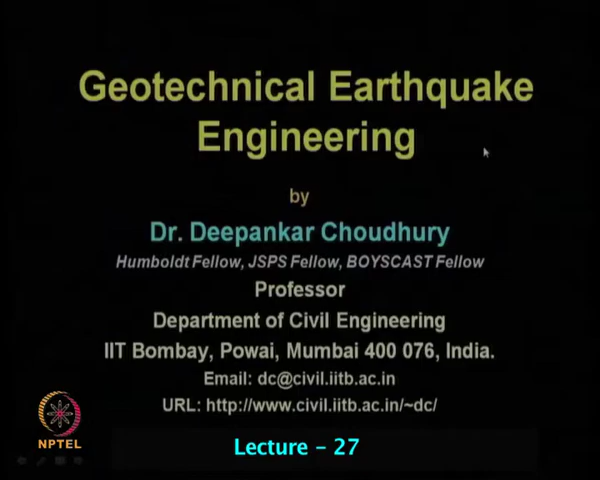 Geotechnical Earthquake
Engineering
by
Dr. Deepankar Choudhury
Humboldt Fellow, JSPS Fellow, BOYSCAST Fellow
Professor
Department of Civil Engineering
IIT Bombay, Powai, Mumbai 400 076, India.
Email: dc@civil.iitb.ac.in
URL: http://www.civil.iitb.ac.in/~dc/
NPTEL
Lecture – 27